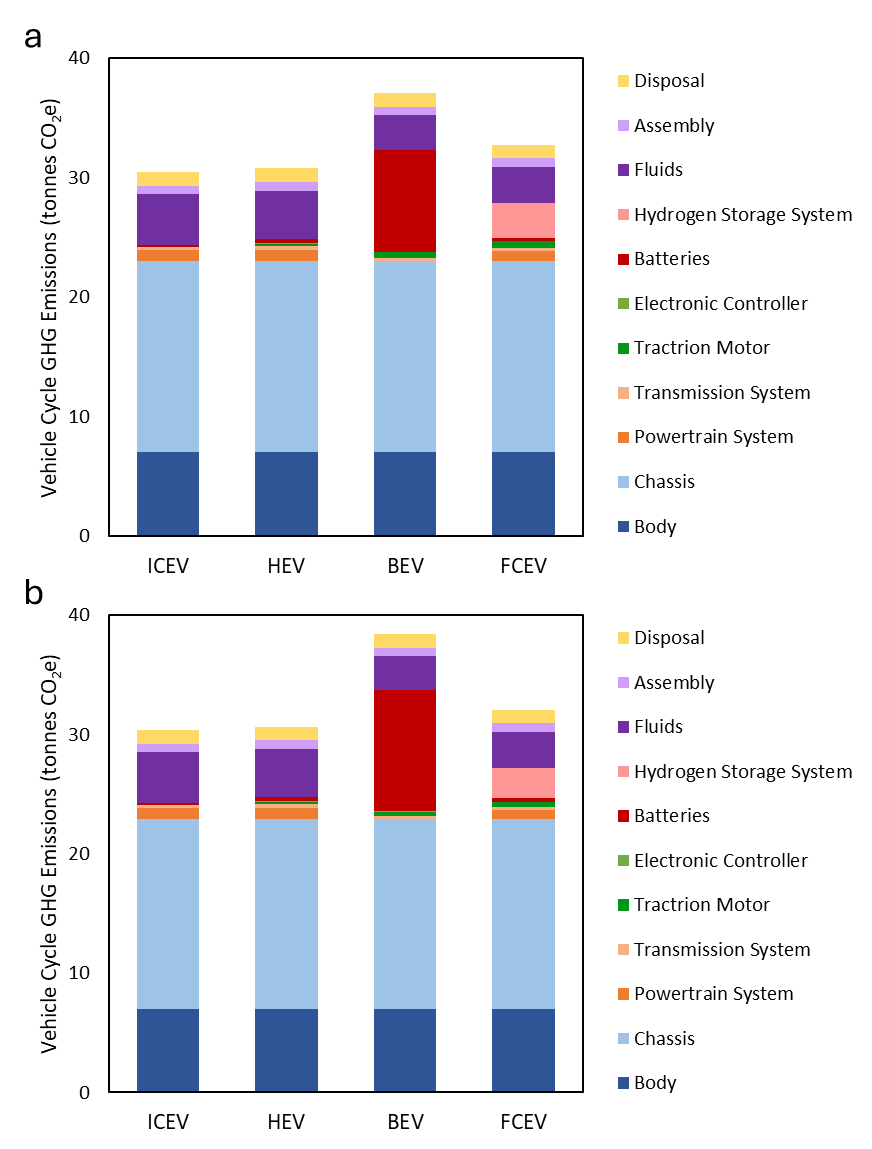 a
Vehicle Cycle GHG Emissions (tonnes CO₂e)
40
30
20
10
0
ICEV HEV BEV FCEV
Disposal
Assembly
Fluids
Hydrogen Storage System
Batteries
Electronic Controller
Tractrion Motor
Transmission System
Powertrain System
Chassis
Body
b
Vehicle Cycle GHG Emissions (tonnes CO₂e)
40
30
20
10
0
ICEV HEV BEV FCEV
Disposal
Assembly
Fluids
Hydrogen Storage System
Batteries
Electronic Controller
Tractrion Motor
Transmission System
Powertrain System
Chassis
Body